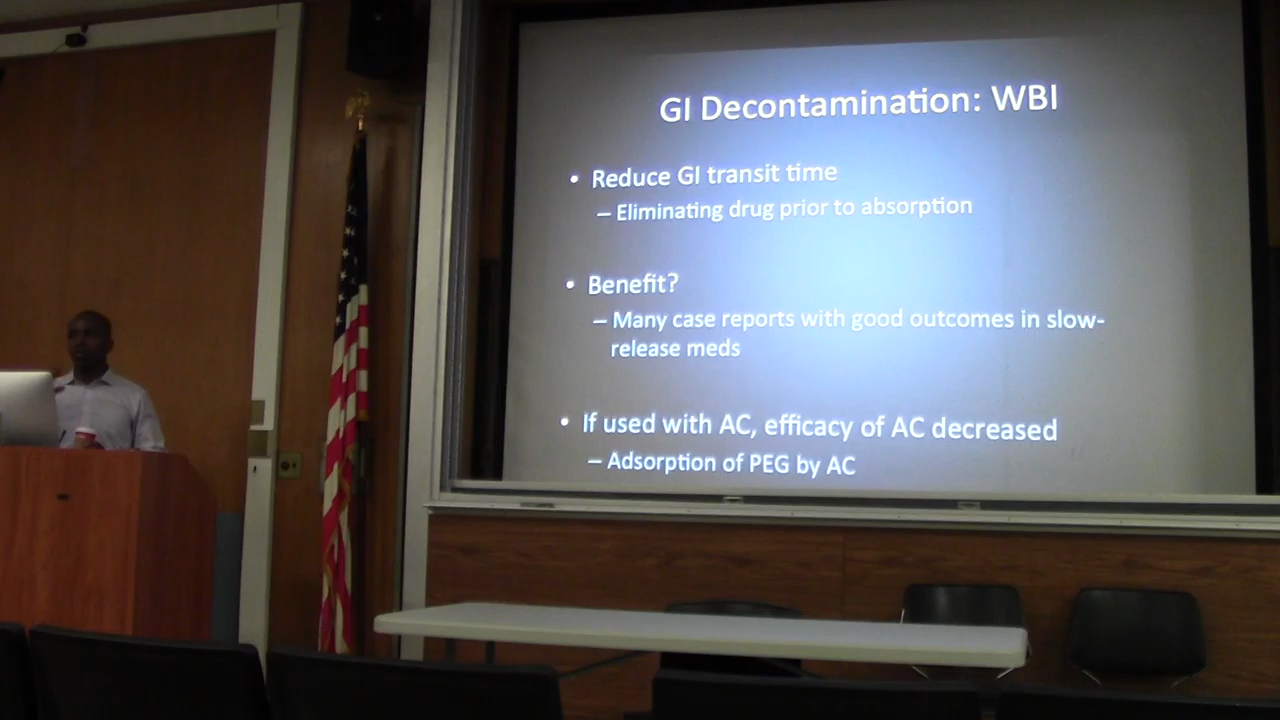 GI Decontamination: WBI
• Reduce GI transit time
– Eliminating drug prior to absorption
• Benefit?
– Many case reports with good outcomes in slow-
release meds
• If used with AC, efficacy of AC decreased
– Adsorption of PEG by AC